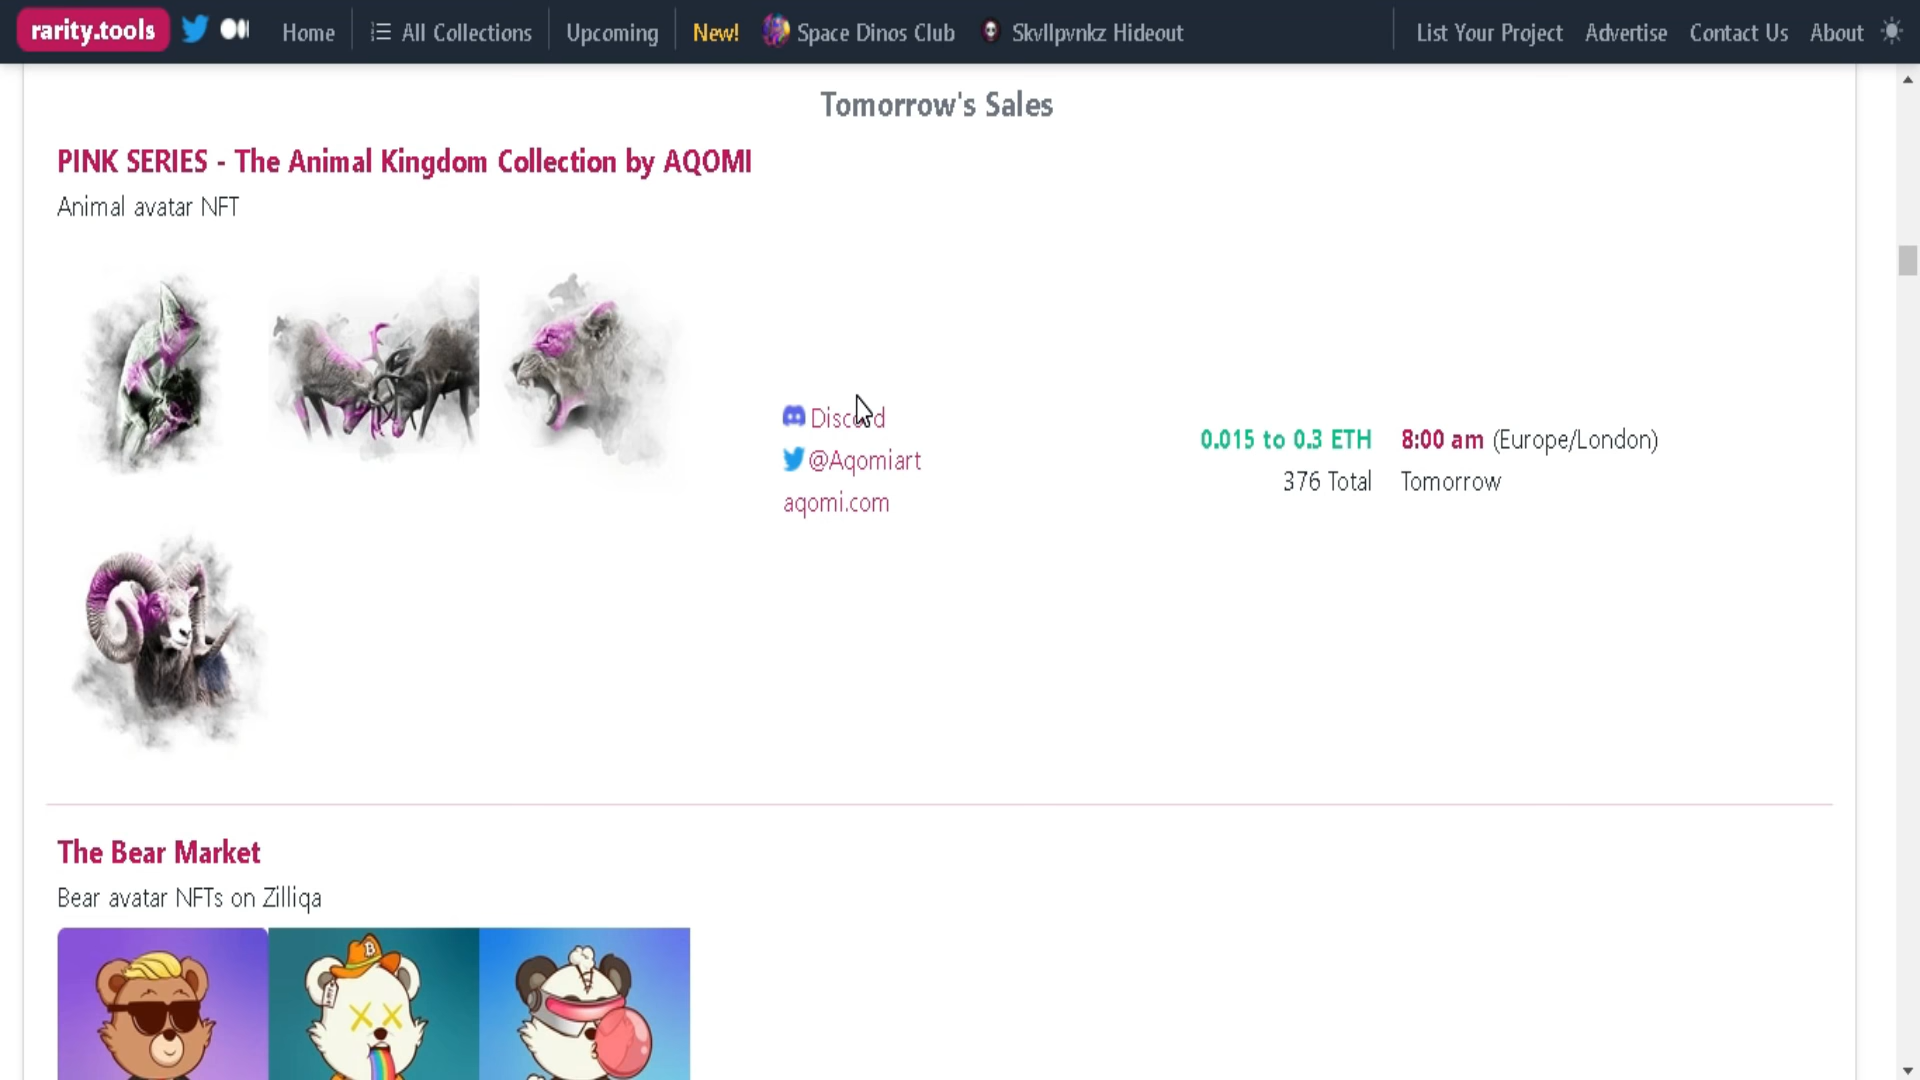 rarity.tools Home All Collections Upcoming New! Space Dinos Club Skvllpvnkz Hideout List Your Project Advertise Contact Us About
Tomorrow's Sales
PINK SERIES - The Animal Kingdom Collection by AQOMI
Animal avatar NFT
Discord
@Aqomiart
aqomi.com
0.015 to 0.3 ETH 8:00 am (Europe/London)
376 Total Tomorrow
The Bear Market
Bear avatar NFTs on Zilliqa